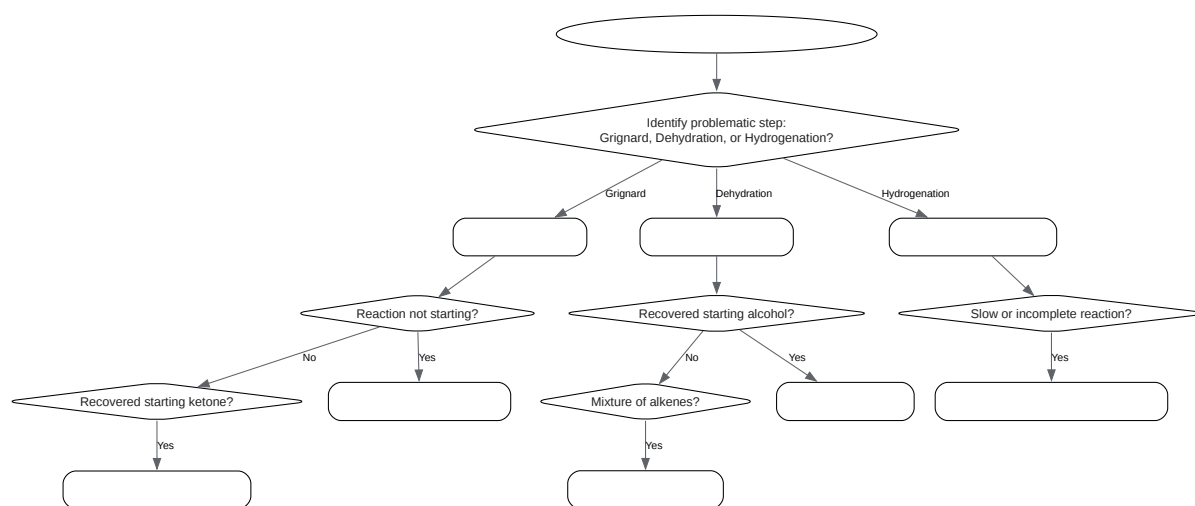 Identify problematic step:
Grignard, Dehydration, or Hydrogenation?
Grignard
Dehydration
Hydrogenation
Reaction not starting?
Recovered starting alcohol?
Slow or incomplete reaction?
No
Yes
No
Yes
Yes
Recovered starting ketone?
Mixture of alkenes?
Yes
Yes